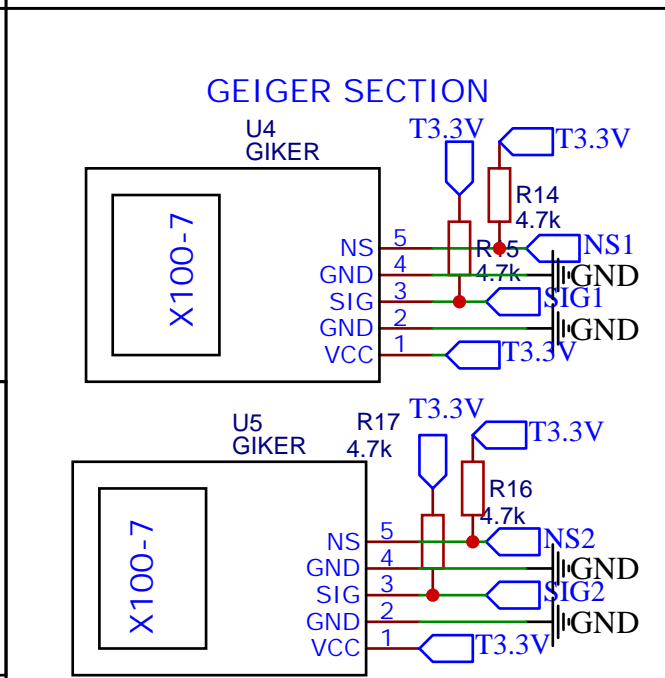 GEIGER SECTION
U4
GIKER
T3.3V
T3.3V
X100-7
R14
4.7k
NS 5
NS1
R15
4.7k
GND 4
GND
SIG 3
SIG1
GND 2
GND
VCC 1
T3.3V
U5
GIKER
R17
4.7k
T3.3V
T3.3V
X100-7
R16
4.7k
NS 5
NS2
GND 4
GND
SIG 3
SIG2
GND 2
GND
VCC 1
T3.3V